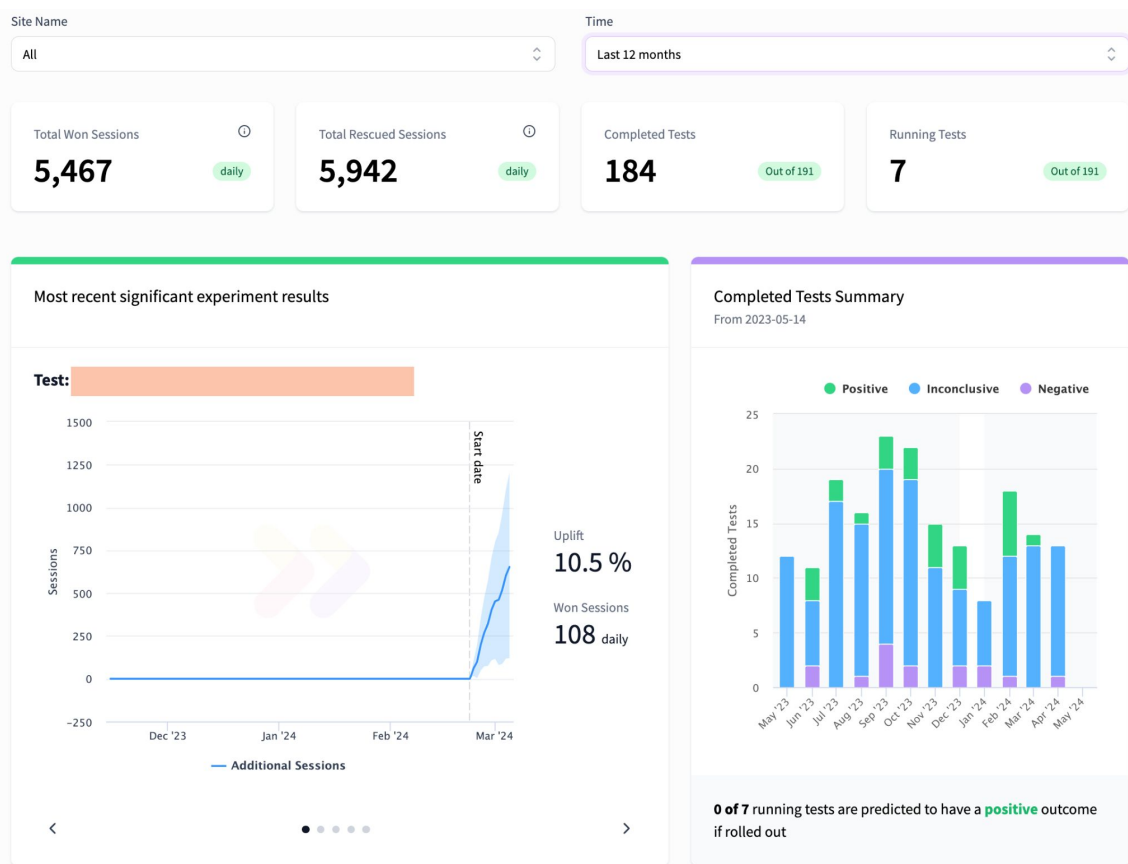 Site Name
All
Time
Last 12 months
Total Won Sessions
5,467
daily
Total Rescued Sessions
5,942
daily
Completed Tests
184
Out of 191
Running Tests
7
Out of 191
Most recent significant experiment results
Test:
1500
1250
1000
750
500
250
0
−250
Sessions
Start date
Dec '23
Jan '24
Feb '24
Mar '24
Additional Sessions
Uplift
10.5 %
Won Sessions
108 daily
Completed Tests Summary
From 2023-05-14
Positive
Inconclusive
Negative
25
20
15
10
5
0
Completed Tests
May '23
Jun '23
Jul '23
Aug '23
Sep '23
Oct '23
Nov '23
Dec '23
Jan '24
Feb '24
Mar '24
Apr '24
May '24
0 of 7 running tests are predicted to have a positive outcome
if rolled out